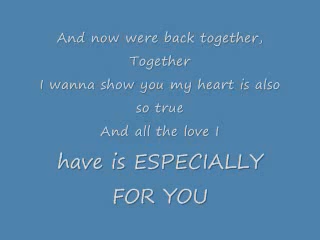 And now were back together,
Together
I wanna show you my heart is also
so true
And all the love I
have is ESPECIALLY
FOR YOU